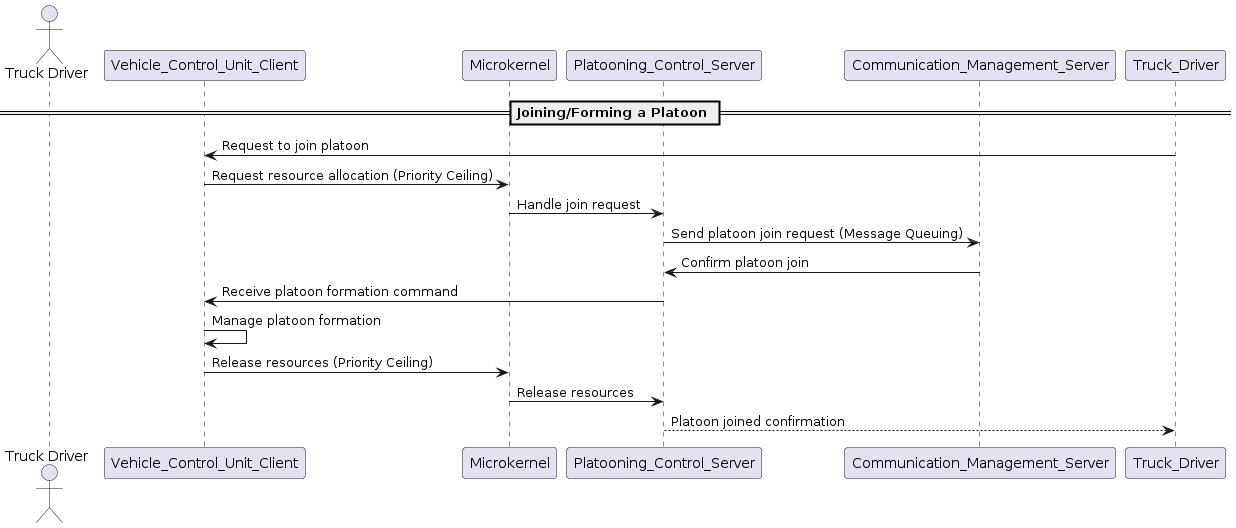 Truck Driver
Vehicle_Control_Unit_Client
Microkernel
Platooning_Control_Server
Communication_Management_Server
Truck_Driver
Joining/Forming a Platoon
Request to join platoon
Request resource allocation (Priority Ceiling)
Handle join request
Send platoon join request (Message Queuing)
Confirm platoon join
Receive platoon formation command
Manage platoon formation
Release resources (Priority Ceiling)
Release resources
Platoon joined confirmation
Truck Driver
Vehicle_Control_Unit_Client
Microkernel
Platooning_Control_Server
Communication_Management_Server
Truck_Driver